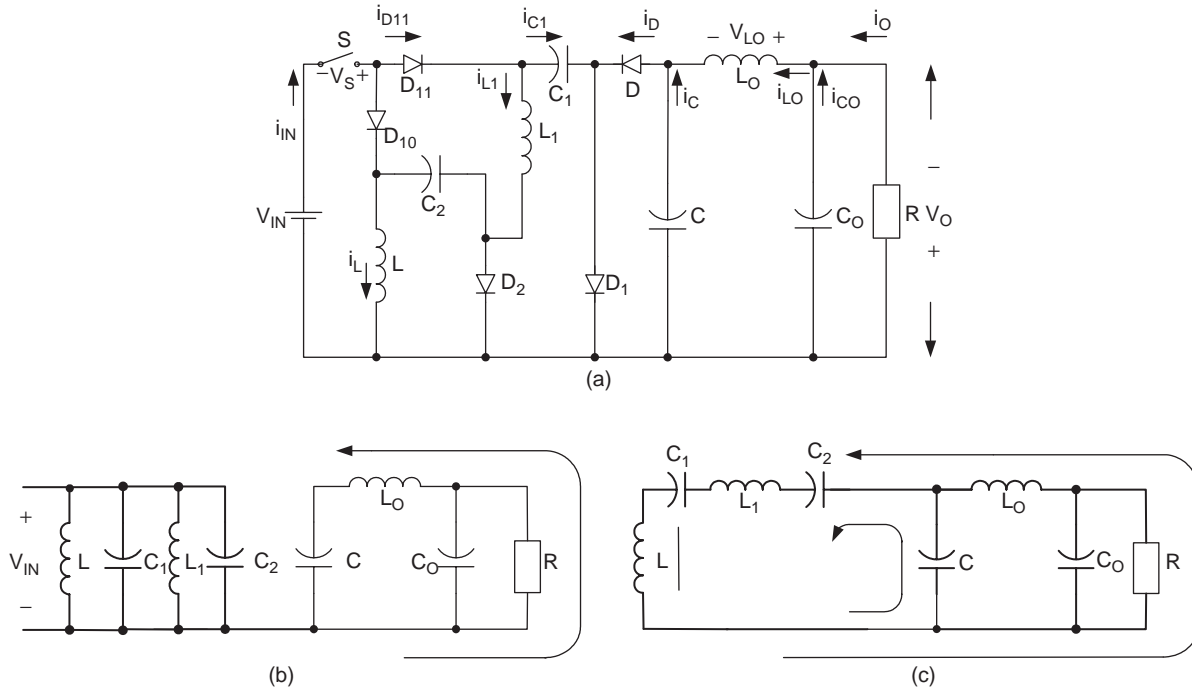 i_D11 i_C1 i_D – V_LO + i_O
S
–V_S+
D_11 C_1 D L_O
i_L1 i_C i_LO i_CO
i_IN D_10 L_1
C_2
V_IN C C_O R V_O
–
+
i_L L D_2 D_1
(a)
C_1 C_2
L_O L_1 L_O
+
V_IN L C_1 L_1 C_2 C C_O R
–
L C C_O R
(b) (c)